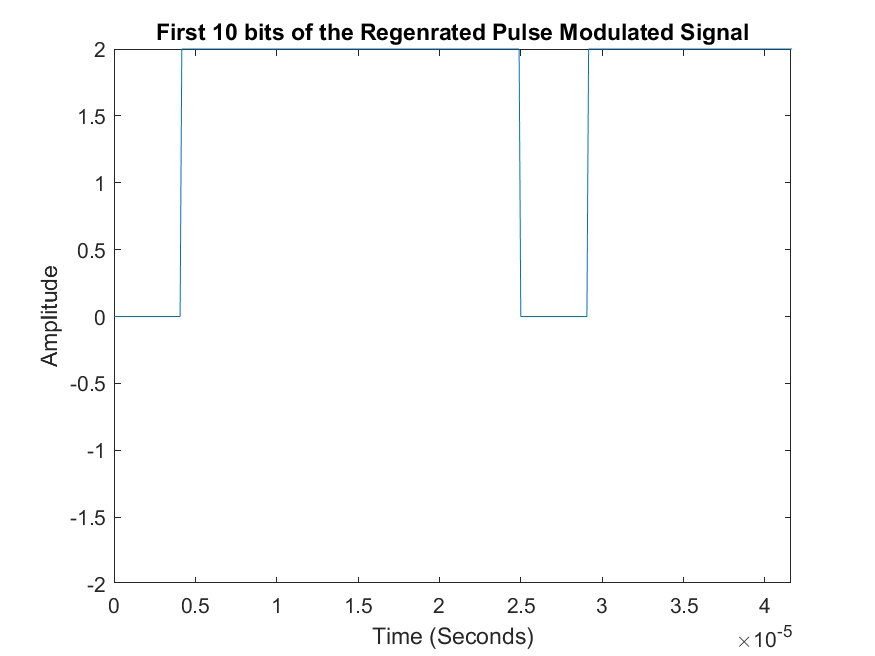 First 10 bits of the Regenrated Pulse Modulated Signal
2
1.5
1
0.5
0
-0.5
-1
-1.5
-2
Amplitude
0 0.5 1 1.5 2 2.5 3 3.5 4
×10-5
Time (Seconds)